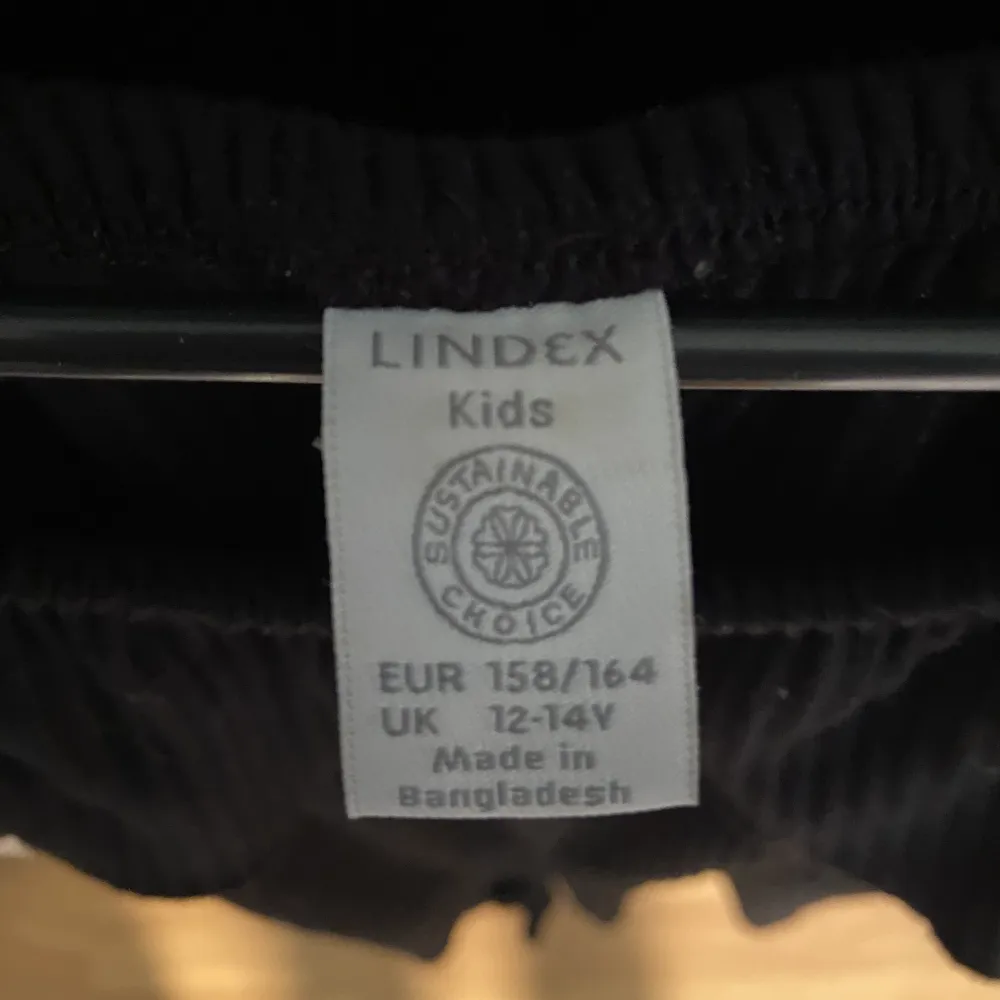 LINDEX
Kids
SUSTAINABLE
CHOICE
EUR 158/164
UK 12-14Y
Made in
Bangladesh